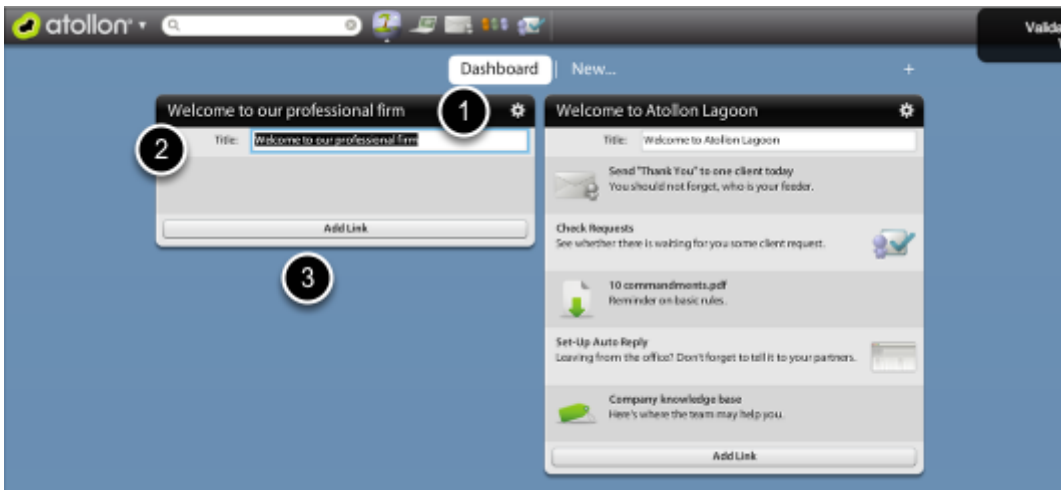 atollon
Valida
Dashboard
New...
+
Welcome to our professional firm
1
2
Title:
Welcome to our professional firm
Add Link
3
Welcome to Atollon Lagoon
Title:
Welcome to Atollon Lagoon
Send "Thank You" to one client today
You should not forget, who is your feeder.
Check Requests
See whether there is waiting for you some client request.
10 commandments.pdf
Reminder on basic rules.
Set-Up Auto Reply
Leaving from the office? Don't forget to tell it to your partners.
Company knowledge base
Here's where the team may help you.
Add Link